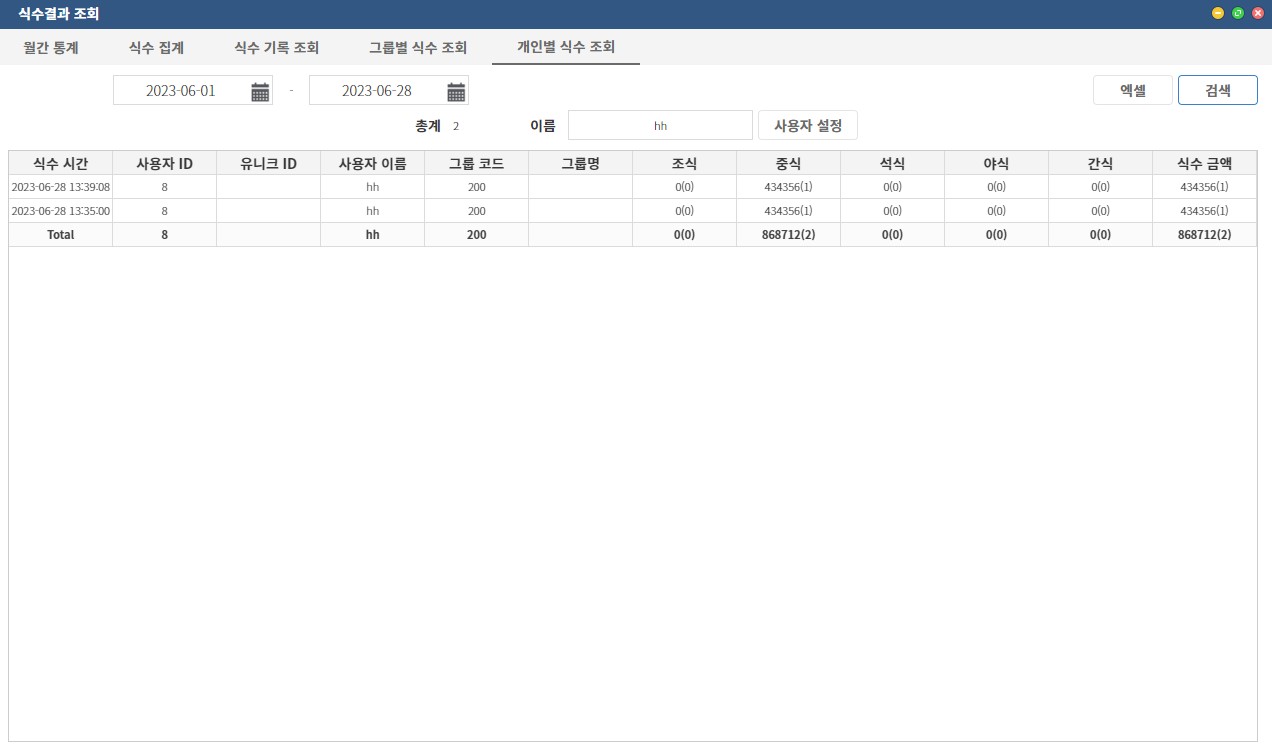 식수결과 조회
월간 통계 식수 집계 식수 기록 조회 그룹별 식수 조회 개인별 식수 조회
2023-06-01 - 2023-06-28 엑셀 검색
총계 2 이름 hh 사용자 설정
식수 시간 사용자 ID 유니크 ID 사용자 이름 그룹 코드 그룹명 조식 중식 석식 야식 간식 식수 금액
2023-06-28 13:39:08 8 hh 200 0(0) 434356(1) 0(0) 0(0) 0(0) 434356(1)
2023-06-28 13:35:00 8 hh 200 0(0) 434356(1) 0(0) 0(0) 0(0) 434356(1)
Total 8 hh 200 0(0) 868712(2) 0(0) 0(0) 0(0) 868712(2)